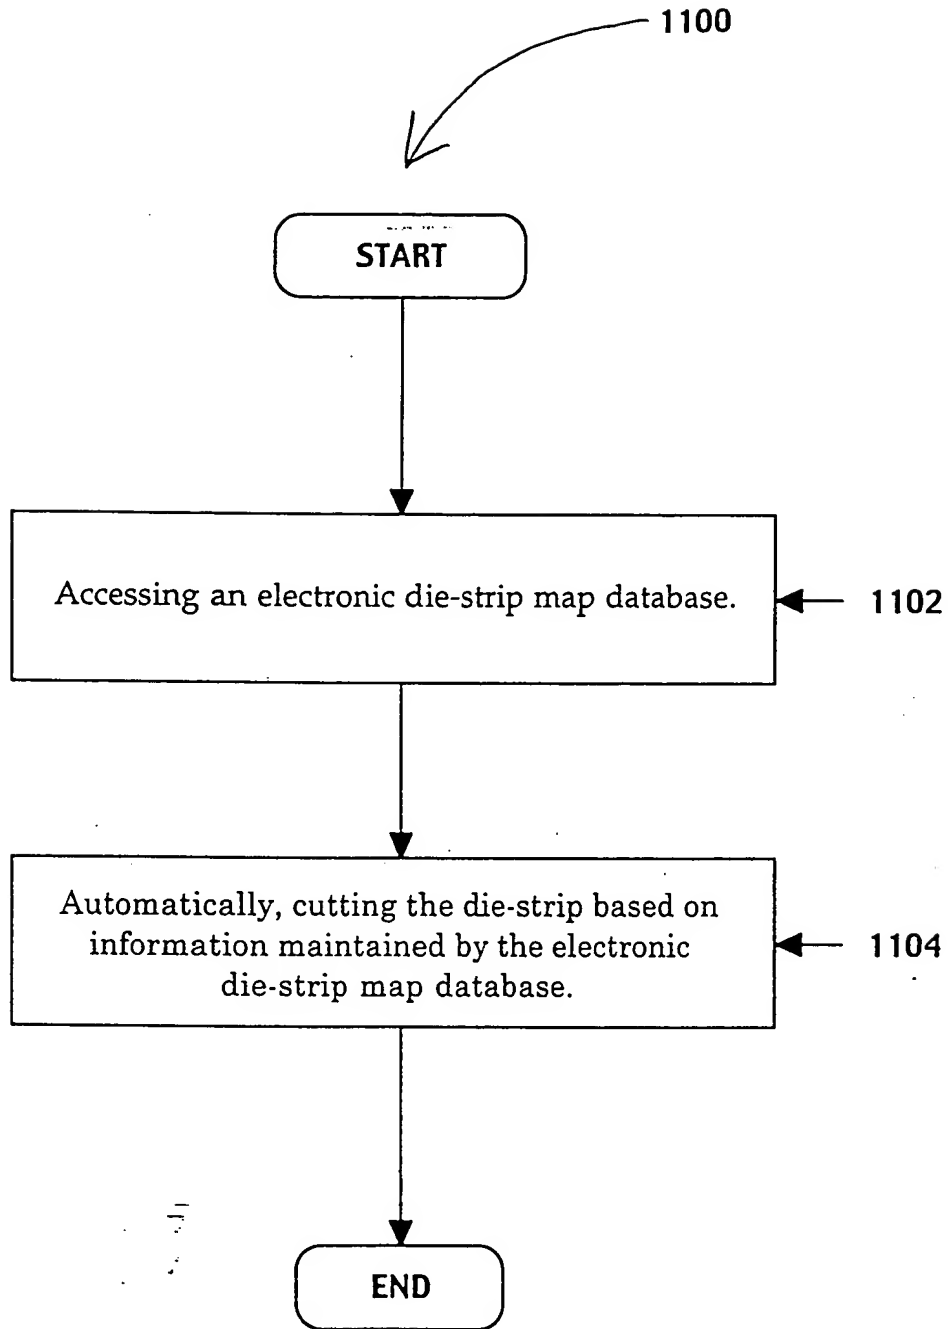 1100
START
Accessing an electronic die-strip map database.
1102
Automatically, cutting the die-strip based on
information maintained by the electronic
die-strip map database.
1104
END